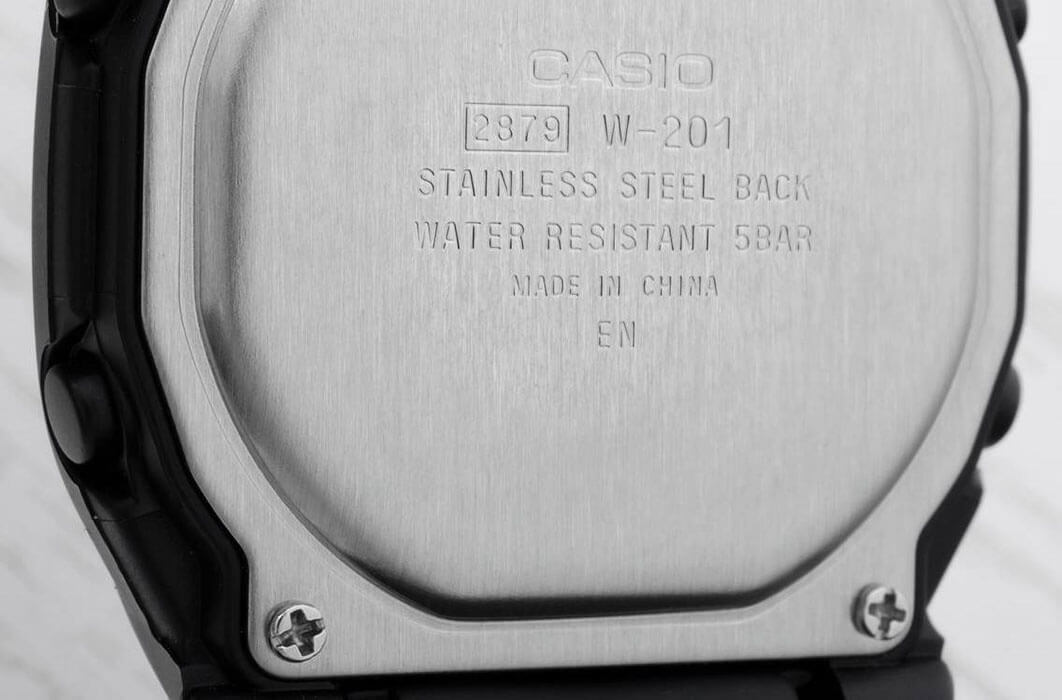 CASIO
2879 W-201
STAINLESS STEEL BACK
WATER RESISTANT 5BAR
MADE IN CHINA
EN